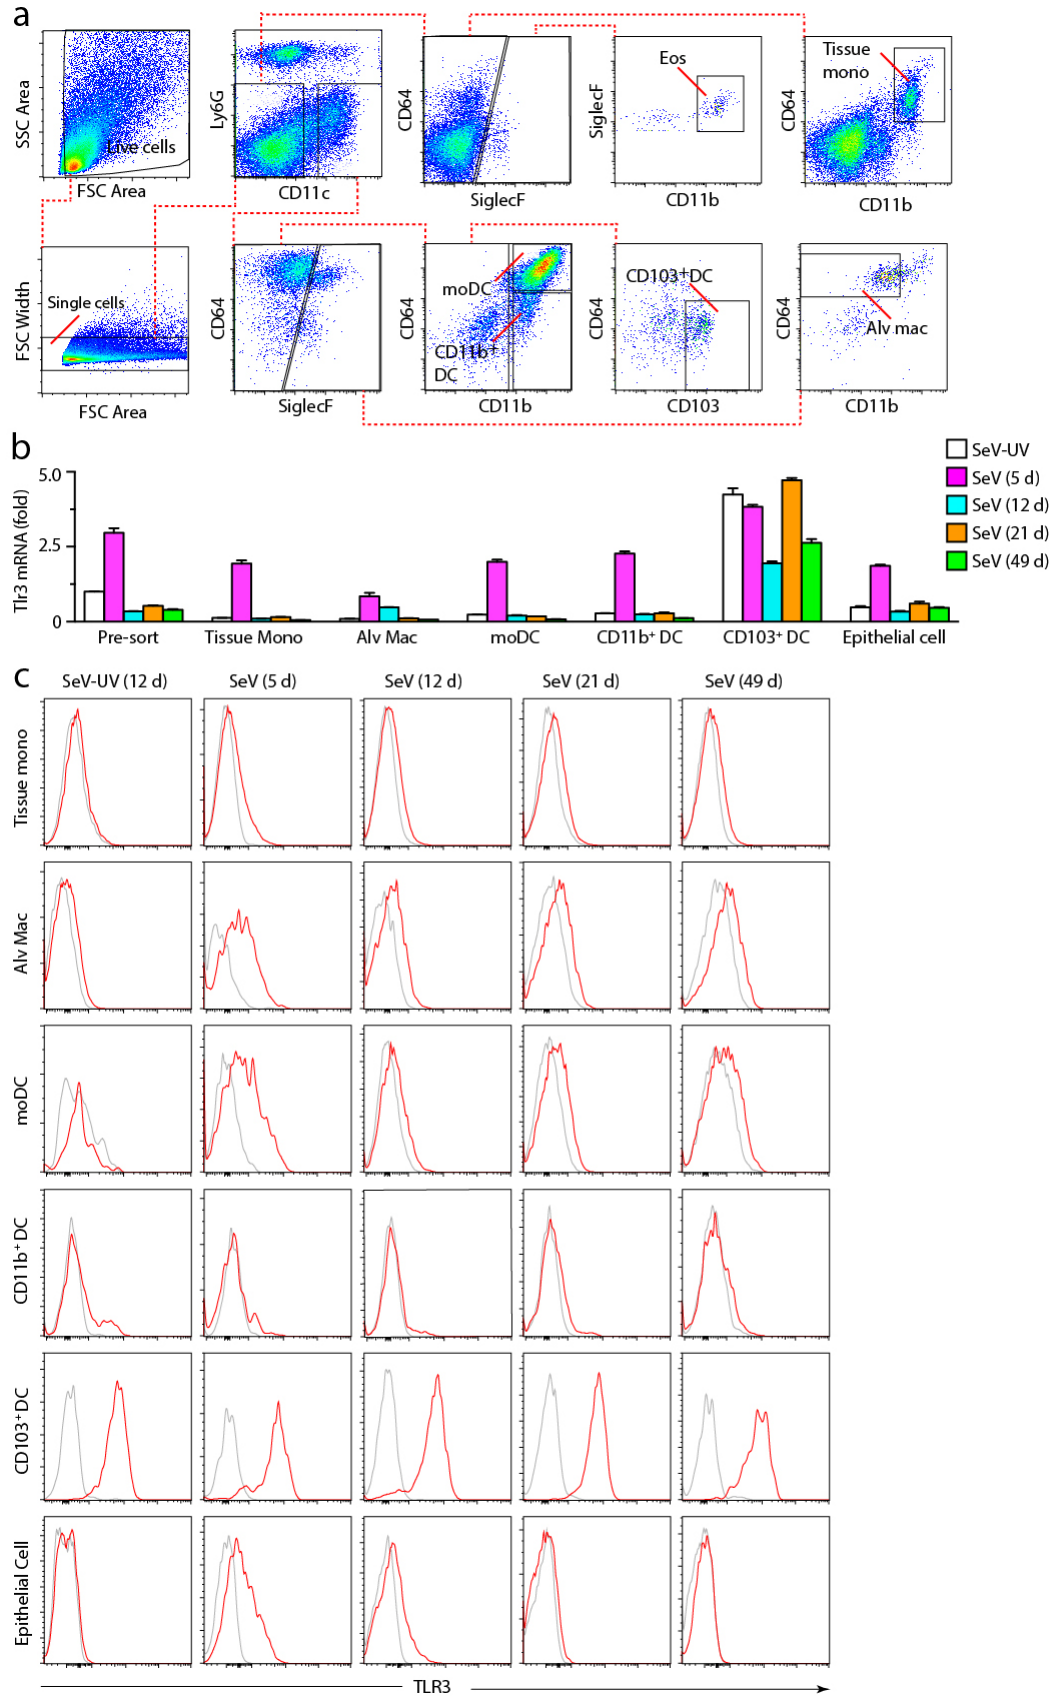 a
SSC Area
Live cells
FSC Area
Ly6G
CD11c
CD64
SiglecF
SiglecF
Eos
CD11b
CD64
Tissue
mono
CD11b
FSC Width
Single cells
FSC Area
CD64
SiglecF
CD64
moDC
CD11b+
DC
CD11b
CD64
CD103+DC
CD103
CD64
Alv mac
CD11b
b
Tlr3 mRNA (fold)
5.0
2.5
0
Pre-sort
Tissue Mono
Alv Mac
moDC
CD11b+ DC
CD103+ DC
Epithelial cell
SeV-UV
SeV (5 d)
SeV (12 d)
SeV (21 d)
SeV (49 d)
c
SeV-UV (12 d)
SeV (5 d)
SeV (12 d)
SeV (21 d)
SeV (49 d)
Tissue mono
Alv Mac
moDC
CD11b+ DC
CD103+ DC
Epithelial Cell
TLR3